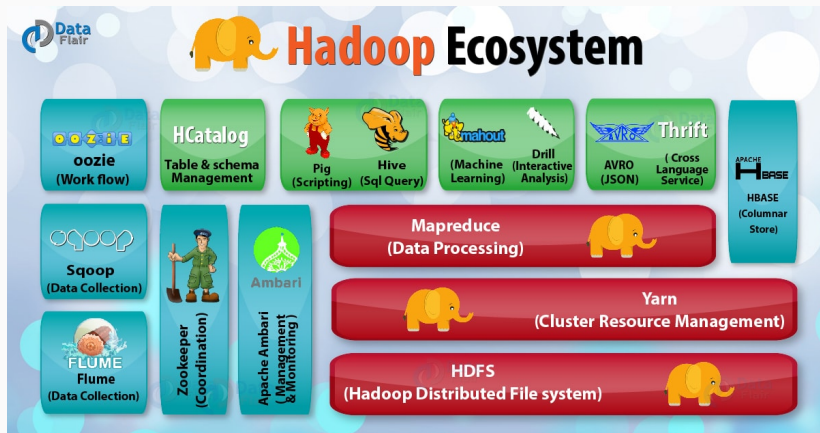 Data
Flair
Hadoop Ecosystem
OOZIE
oozie
(Work flow)
HCatalog
Table & schema
Management
Pig
(Scripting)
Hive
(Sql Query)
mahout
(Machine
Learning)
Drill
(Interactive
Analysis)
AVRO
AVRO
(JSON)
Thrift
( Cross
Language
Service)
APACHE
HBASE
HBASE
(Columnar
Store)
sqoop
Sqoop
(Data Collection)
FLUME
Flume
(Data Collection)
Zookeeper
(Coordination)
Ambari
Apache Ambari
( Management
& Monitoring)
Mapreduce
(Data Processing)
Yarn
(Cluster Resource Management)
HDFS
(Hadoop Distributed File system)